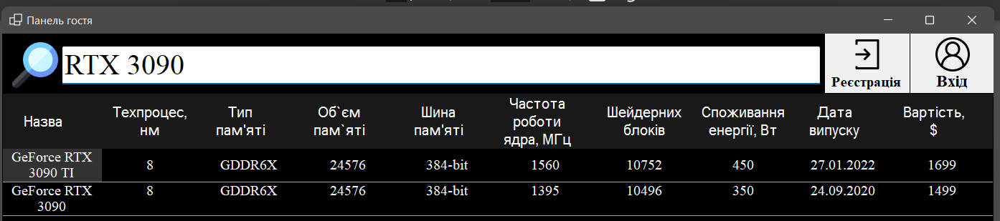 Панель гостя
RTX 3090
Реєстрація
Вхід
Назва
Техпроцес,
нм
Тип
пам'яті
Об`єм
пам`яті
Шина
пам'яті
Частота
роботи
ядра, МГц
Шейдерних
блоків
Споживання
енергії, Вт
Дата
випуску
Вартість,
$
GeForce RTX
3090 TI
8
GDDR6X
24576
384-bit
1560
10752
450
27.01.2022
1699
GeForce RTX
3090
8
GDDR6X
24576
384-bit
1395
10496
350
24.09.2020
1499